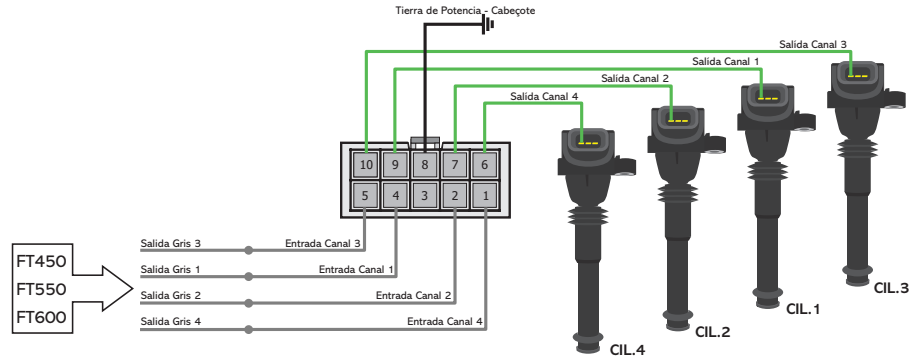 Tierra de Potencia - Cabeçote
Salida Canal 3
Salida Canal 1
Salida Canal 2
Salida Canal 4
10 9 8 7 6
5 4 3 2 1
FT450
FT550
FT600
Salida Gris 3 Entrada Canal 3
Salida Gris 1 Entrada Canal 1
Salida Gris 2 Entrada Canal 2
Salida Gris 4 Entrada Canal 4
CIL.4
CIL.2
CIL.1
CIL.3